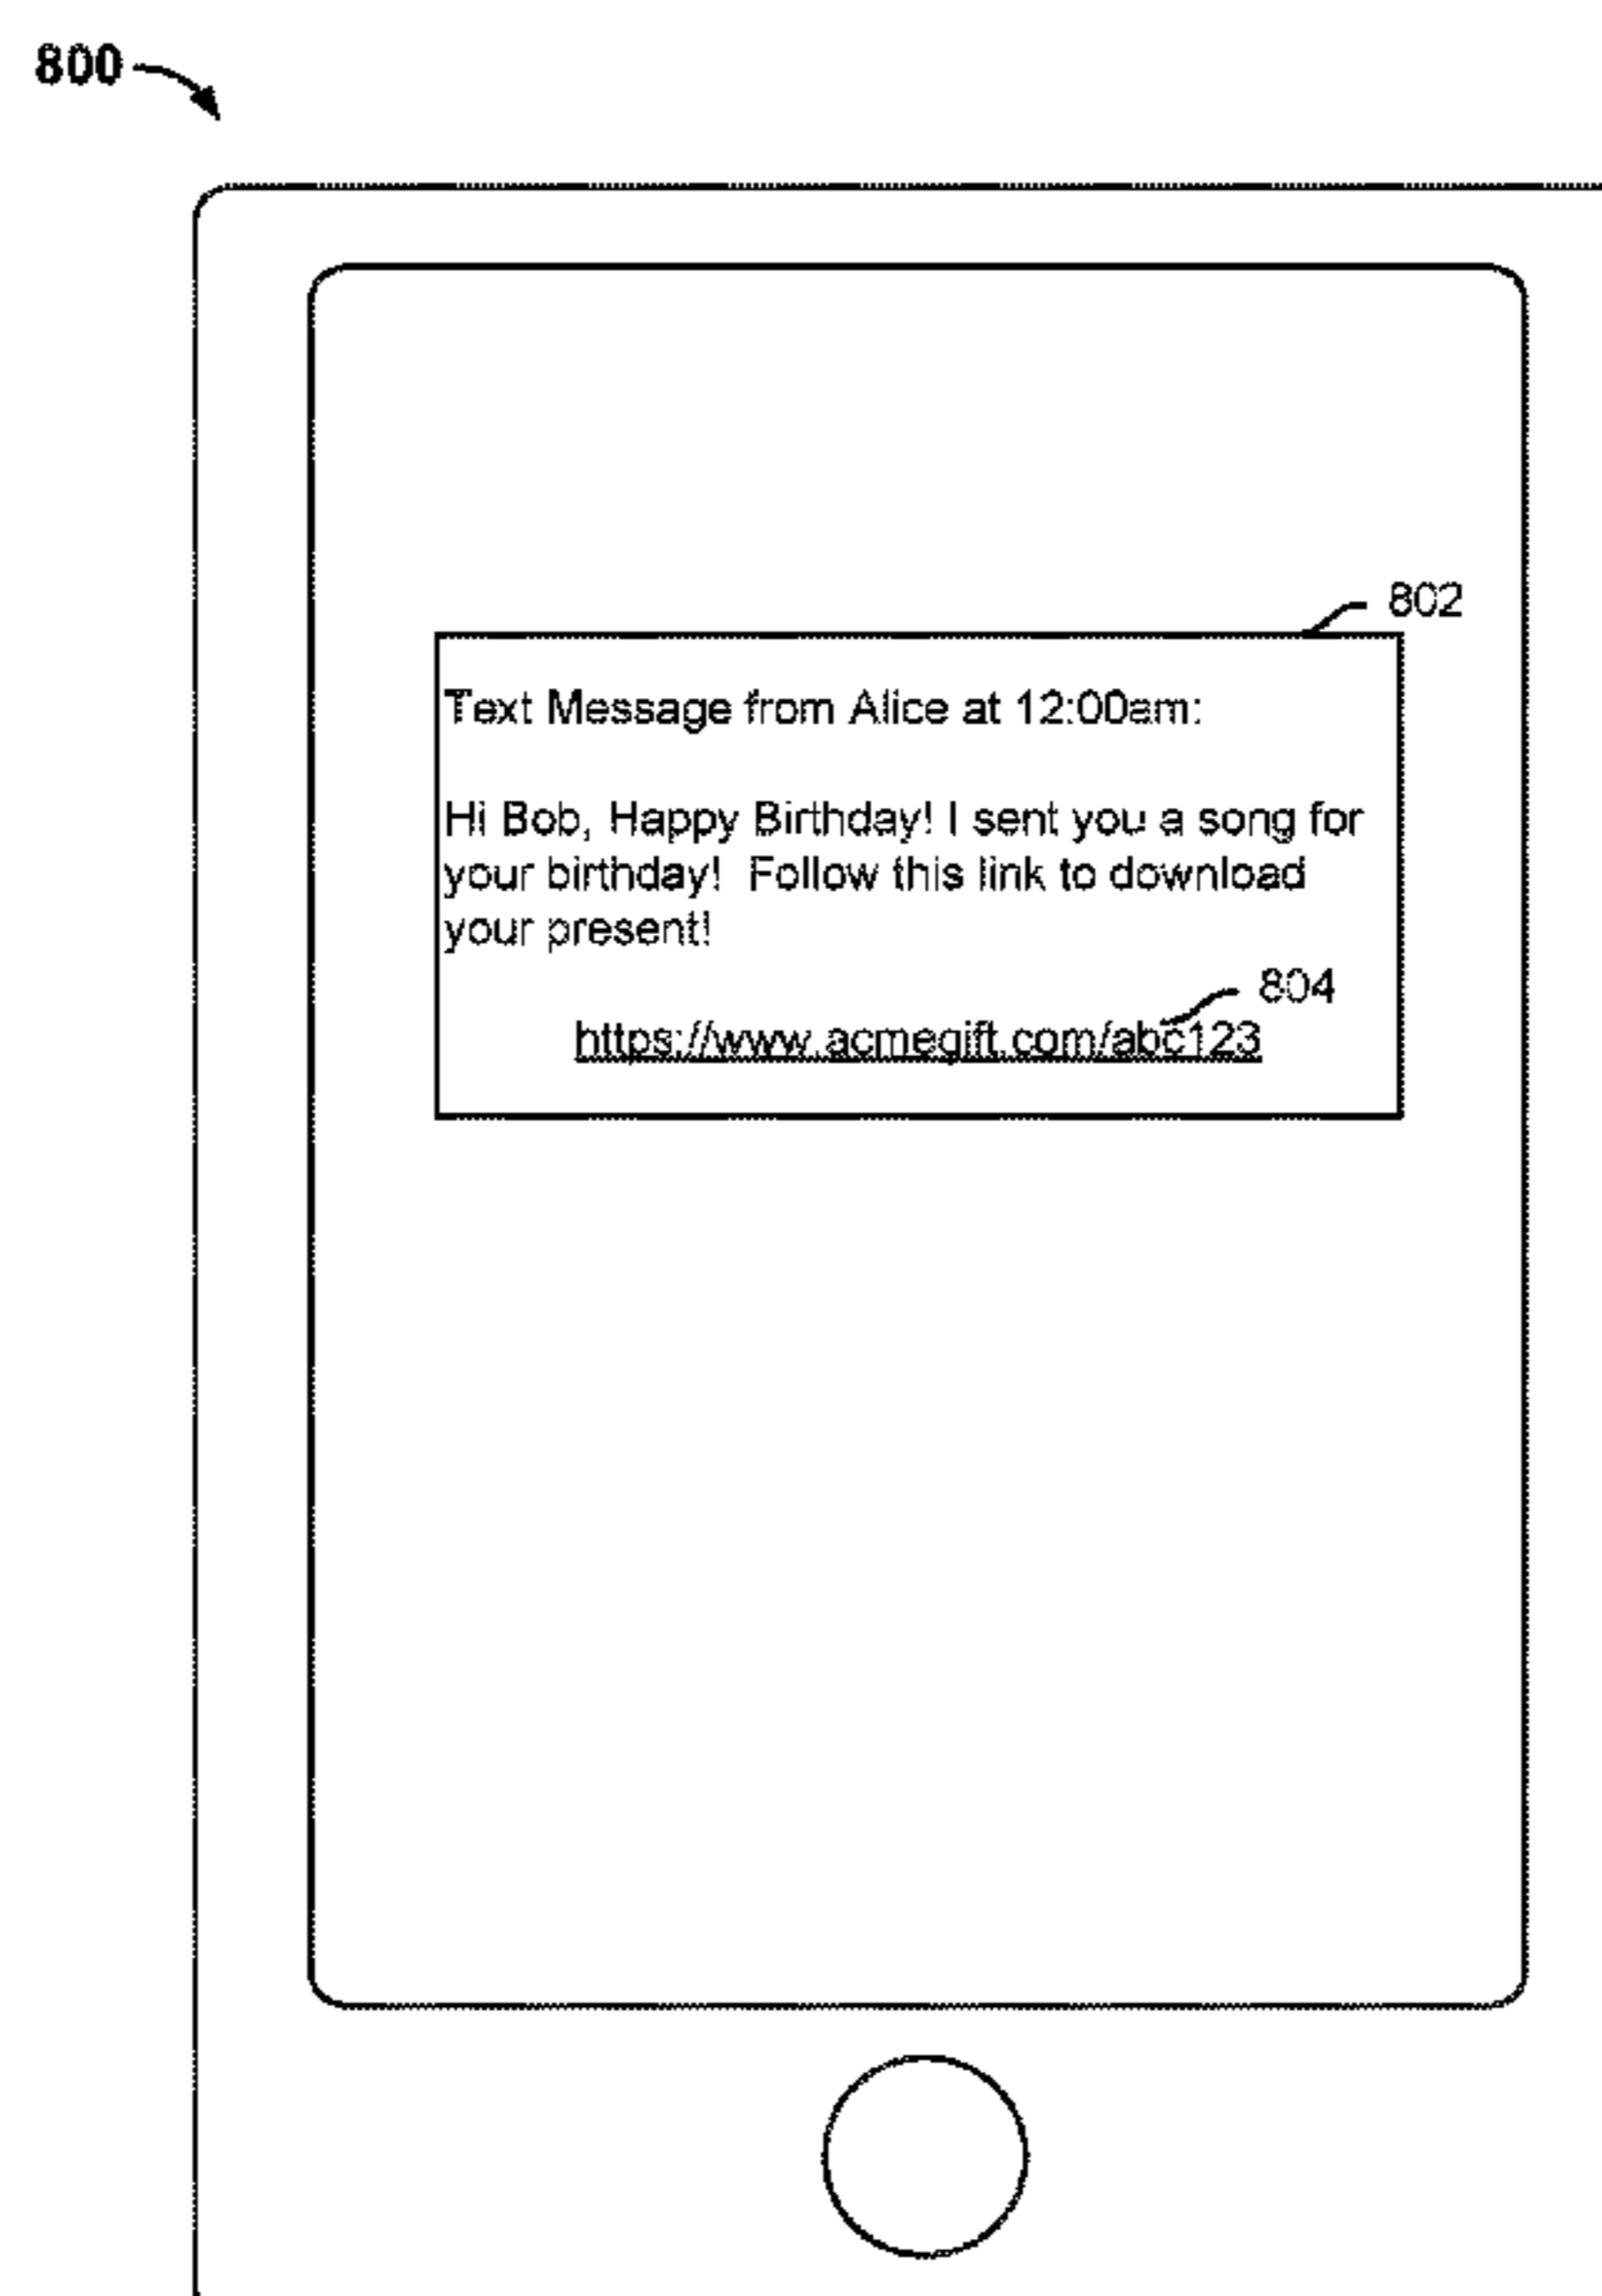 800
802
Text Message from Alice at 12:00am:
Hi Bob, Happy Birthday! I sent you a song for
your birthday!  Follow this link to download
your present!
804
https://www.acmegift.com/abc123